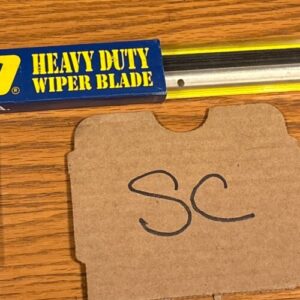 ®
HEAVY DUTY
WIPER BLADE
SC